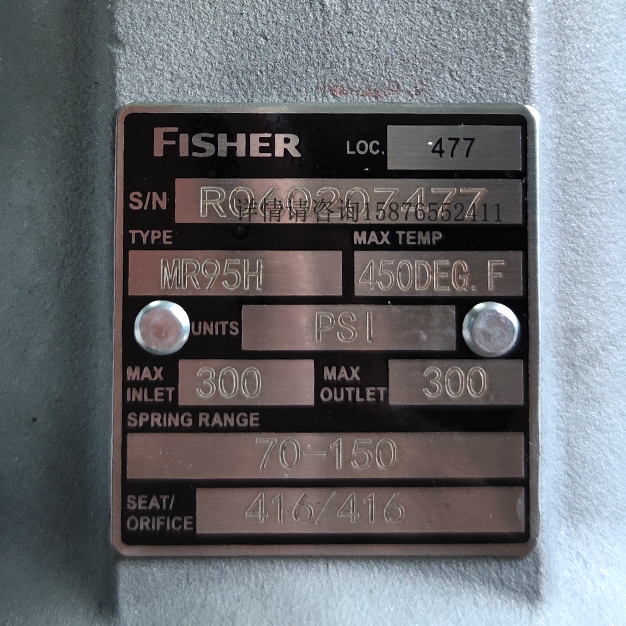 FISHER LOC. 477
S/N R060207477
详情请咨询15876552411
TYPE MAX TEMP
MR95H 450DEG.F
UNITS PSI
MAX INLET 300 MAX OUTLET 300
SPRING RANGE
70-150
SEAT/ORIFICE 416/416